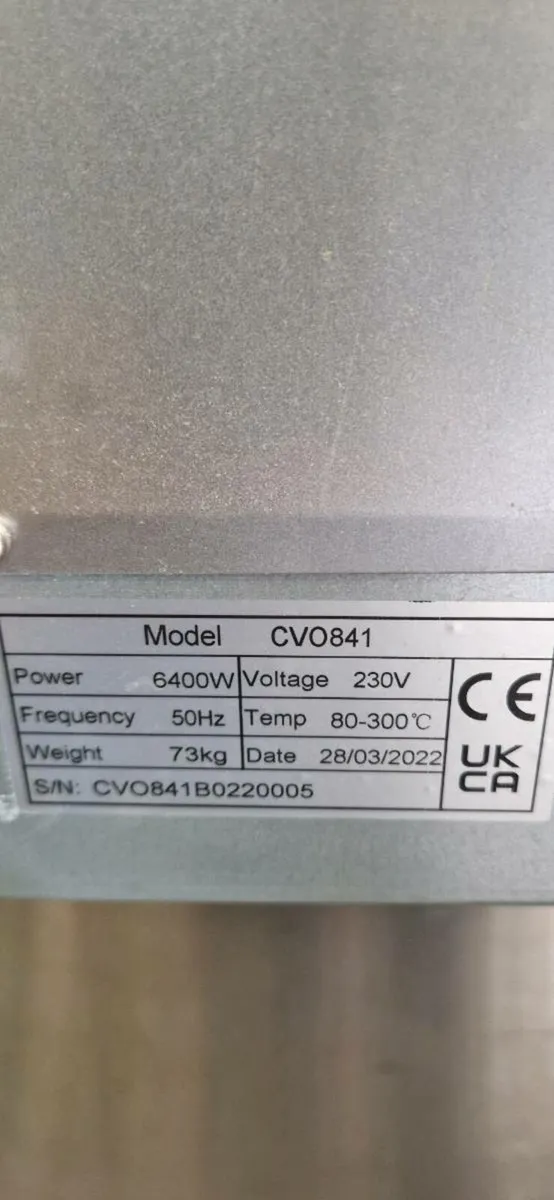 Model CVO841
Power 6400W Voltage 230V
Frequency 50Hz Temp 80-300℃
Weight 73kg Date 28/03/2022
S/N: CVO841B0220005
CE
UK
CA